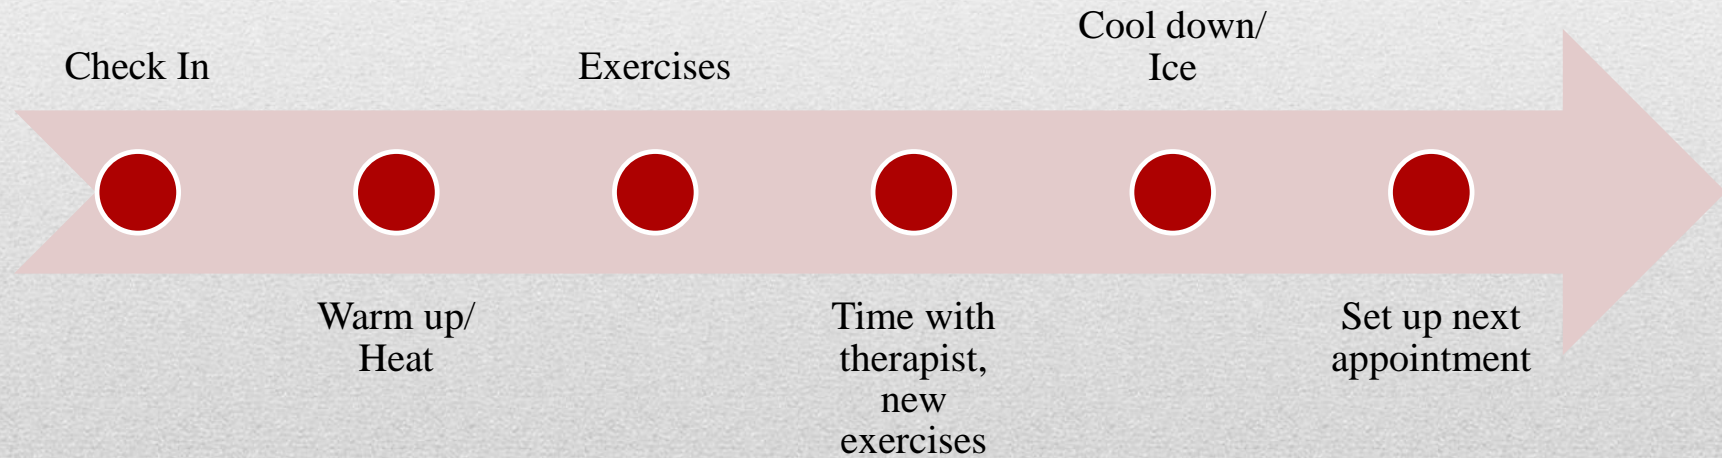 Check In
Warm up/
Heat
Exercises
Time with
therapist,
new
exercises
Cool down/
Ice
Set up next
appointment